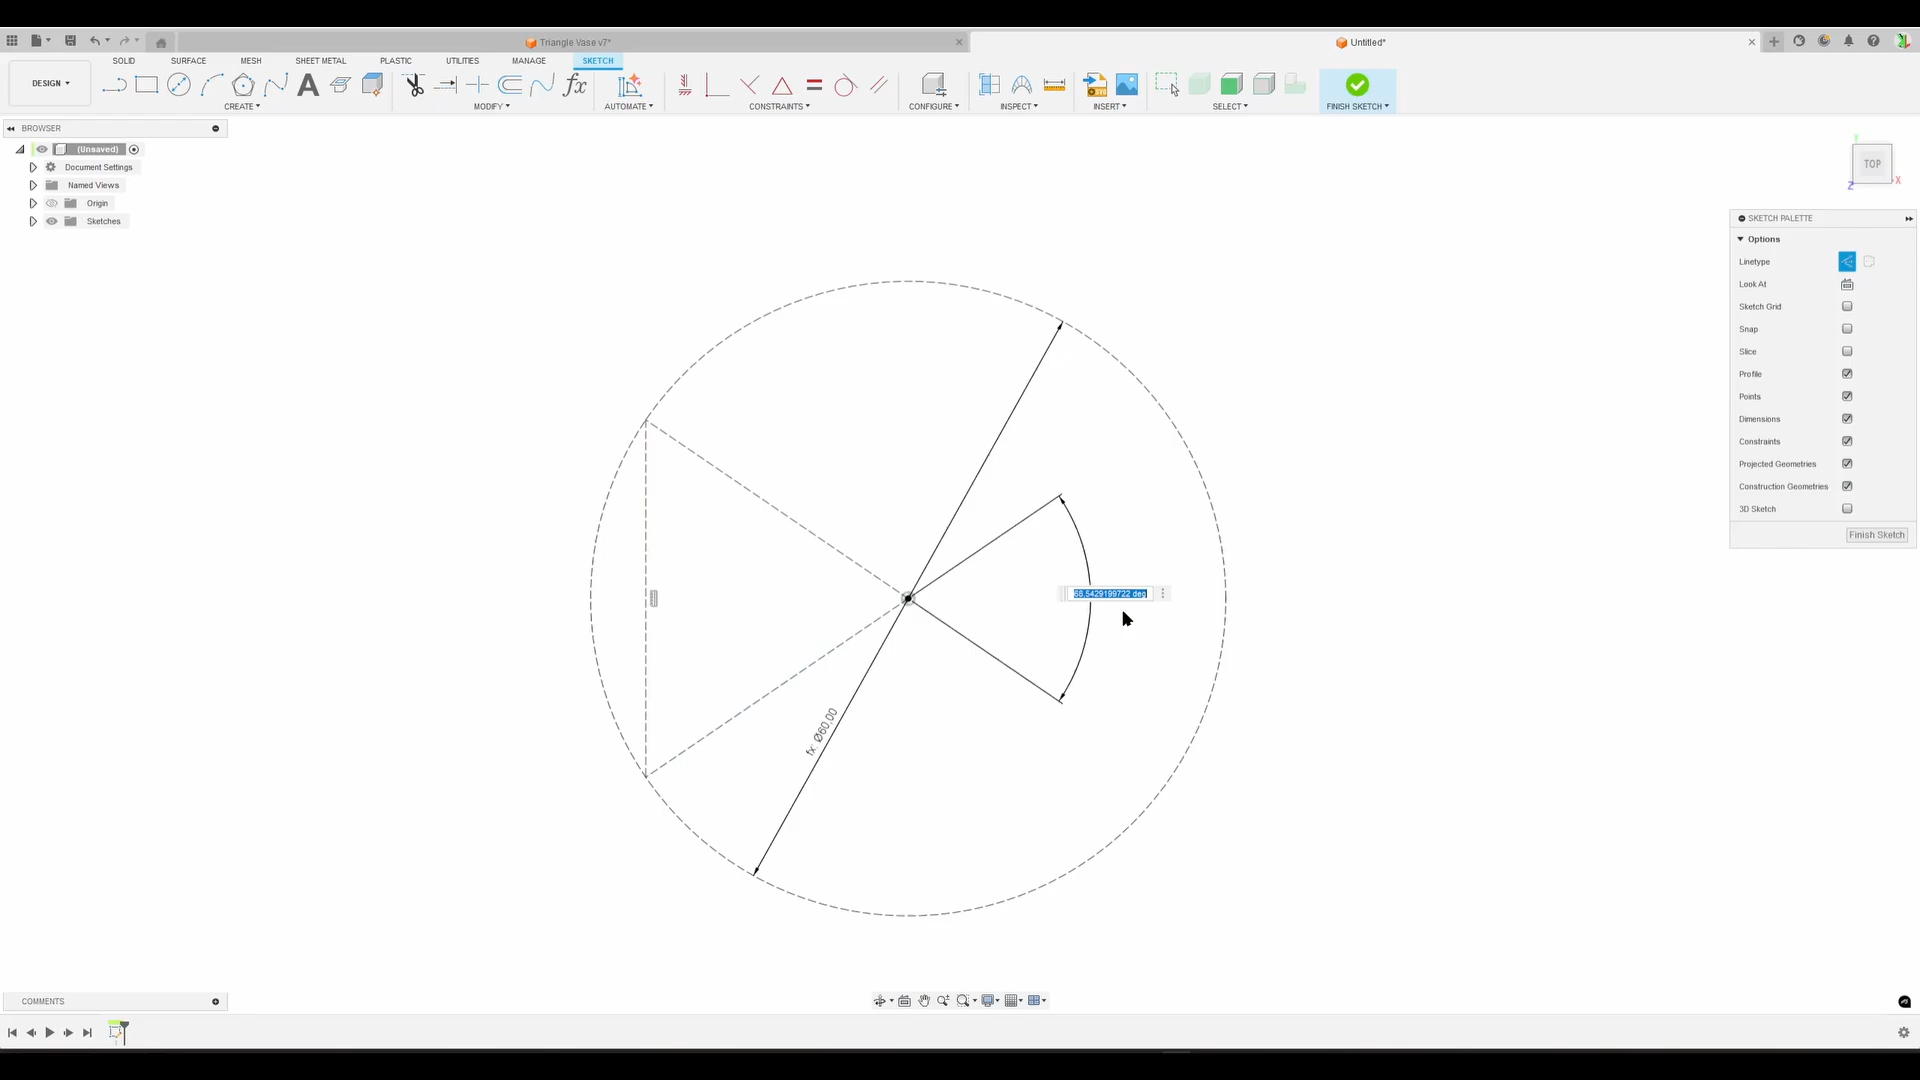 Triangle Vase v7*
Untitled*
DESIGN
SOLID
SURFACE
MESH
SHEET METAL
PLASTIC
UTILITIES
MANAGE
SKETCH
CREATE
MODIFY
AUTOMATE
CONSTRAINTS
CONFIGURE
INSPECT
INSERT
SELECT
FINISH SKETCH
BROWSER
(Unsaved)
Document Settings
Named Views
Origin
Sketches
TOP
Y
X
Z
SKETCH PALETTE
Options
Linetype
Look At
Sketch Grid
Snap
Slice
Profile
Points
Dimensions
Constraints
Projected Geometries
Construction Geometries
3D Sketch
Finish Sketch
68,5429199722 deg
fx: Ø60,00
COMMENTS